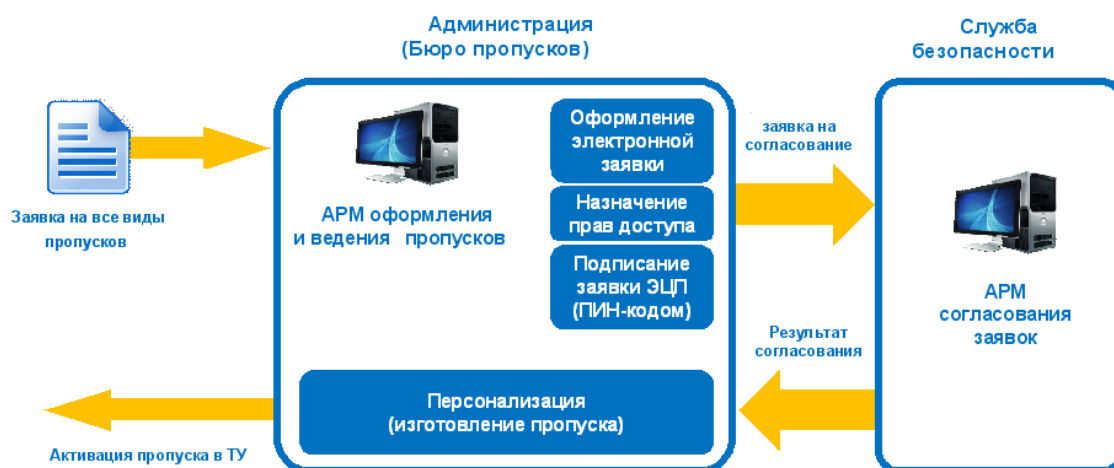 Администрация
(Бюро пропусков)
Служба
безопасности
Заявка на все виды
пропусков
АРМ оформления
и ведения пропусков
Оформление
электронной
заявки
Назначение
прав доступа
Подписание
заявки ЭЦП
(ПИН-кодом)
заявка на
согласование
АРМ
согласования
заявок
Результат
согласования
Персонализация
(изготовление пропуска)
Активация пропуска в ТУ